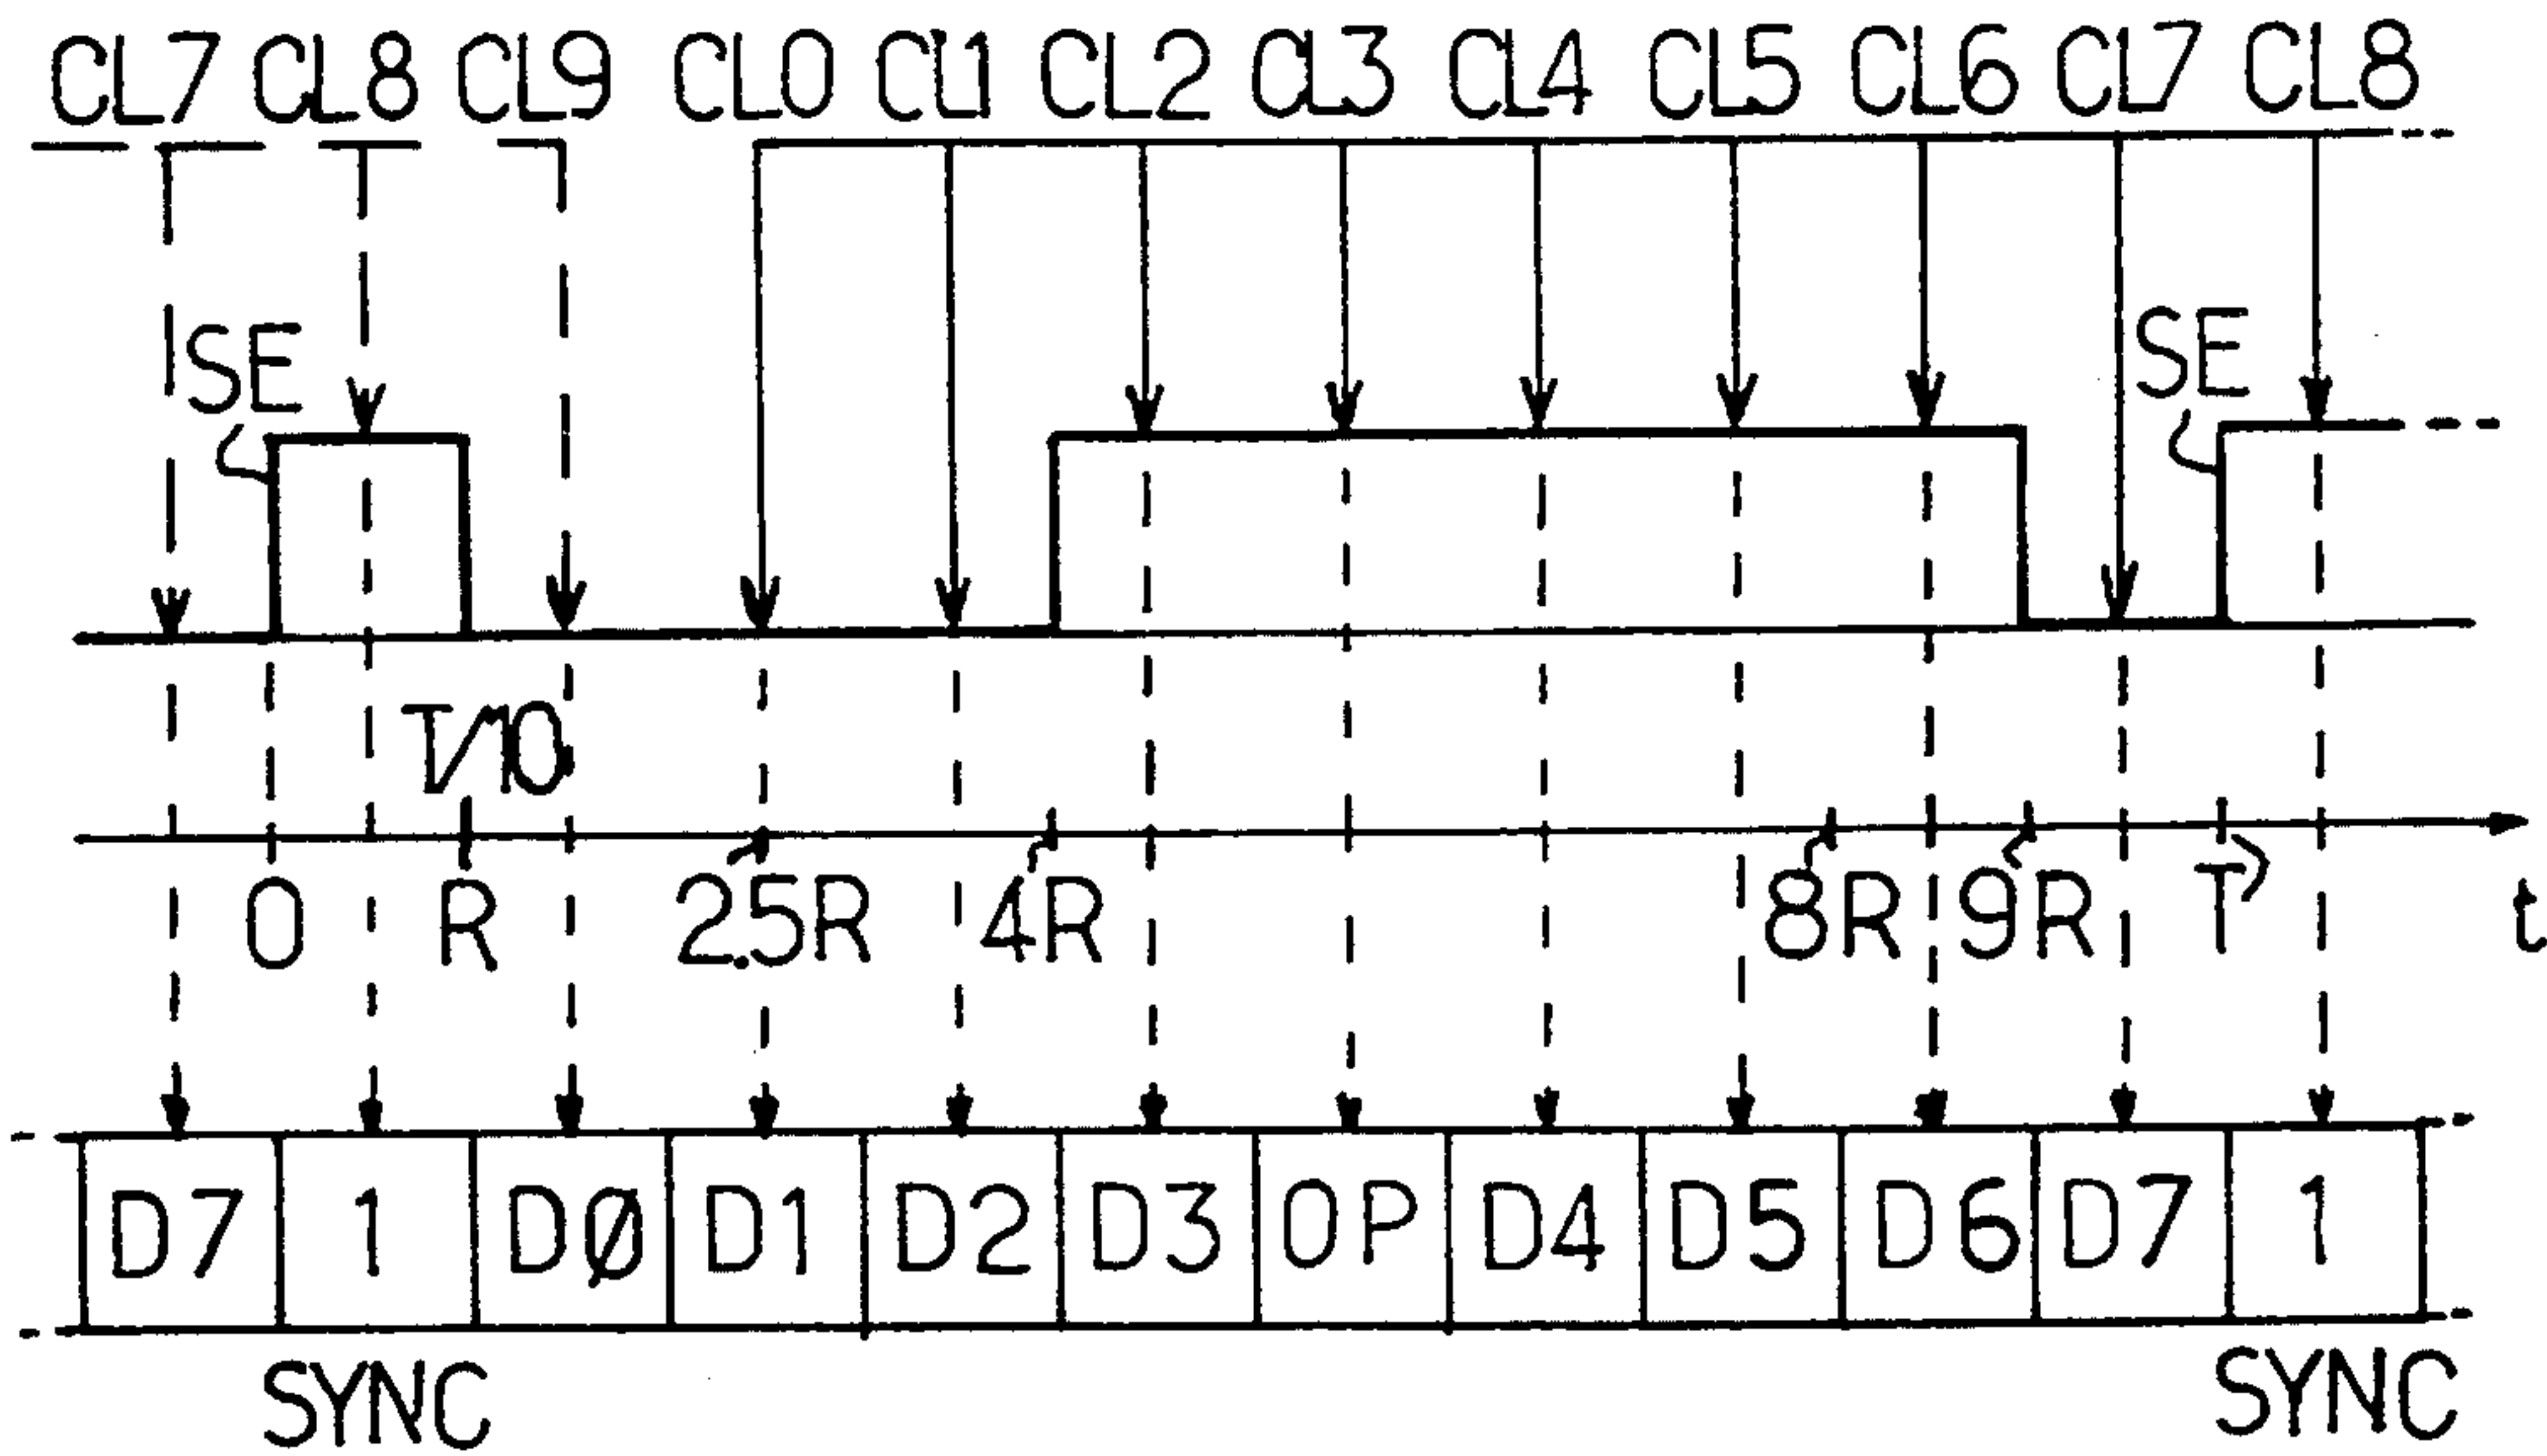 CL7 CL8 CL9 CL0 CL1 CL2 CL3 CL4 CL5 CL6 CL7 CL8
SE SE
T/10
0 R 2.5R 4R 8R 9R T t
D7 1 DØ D1 D2 D3 OP D4 D5 D6 D7 1
SYNC SYNC